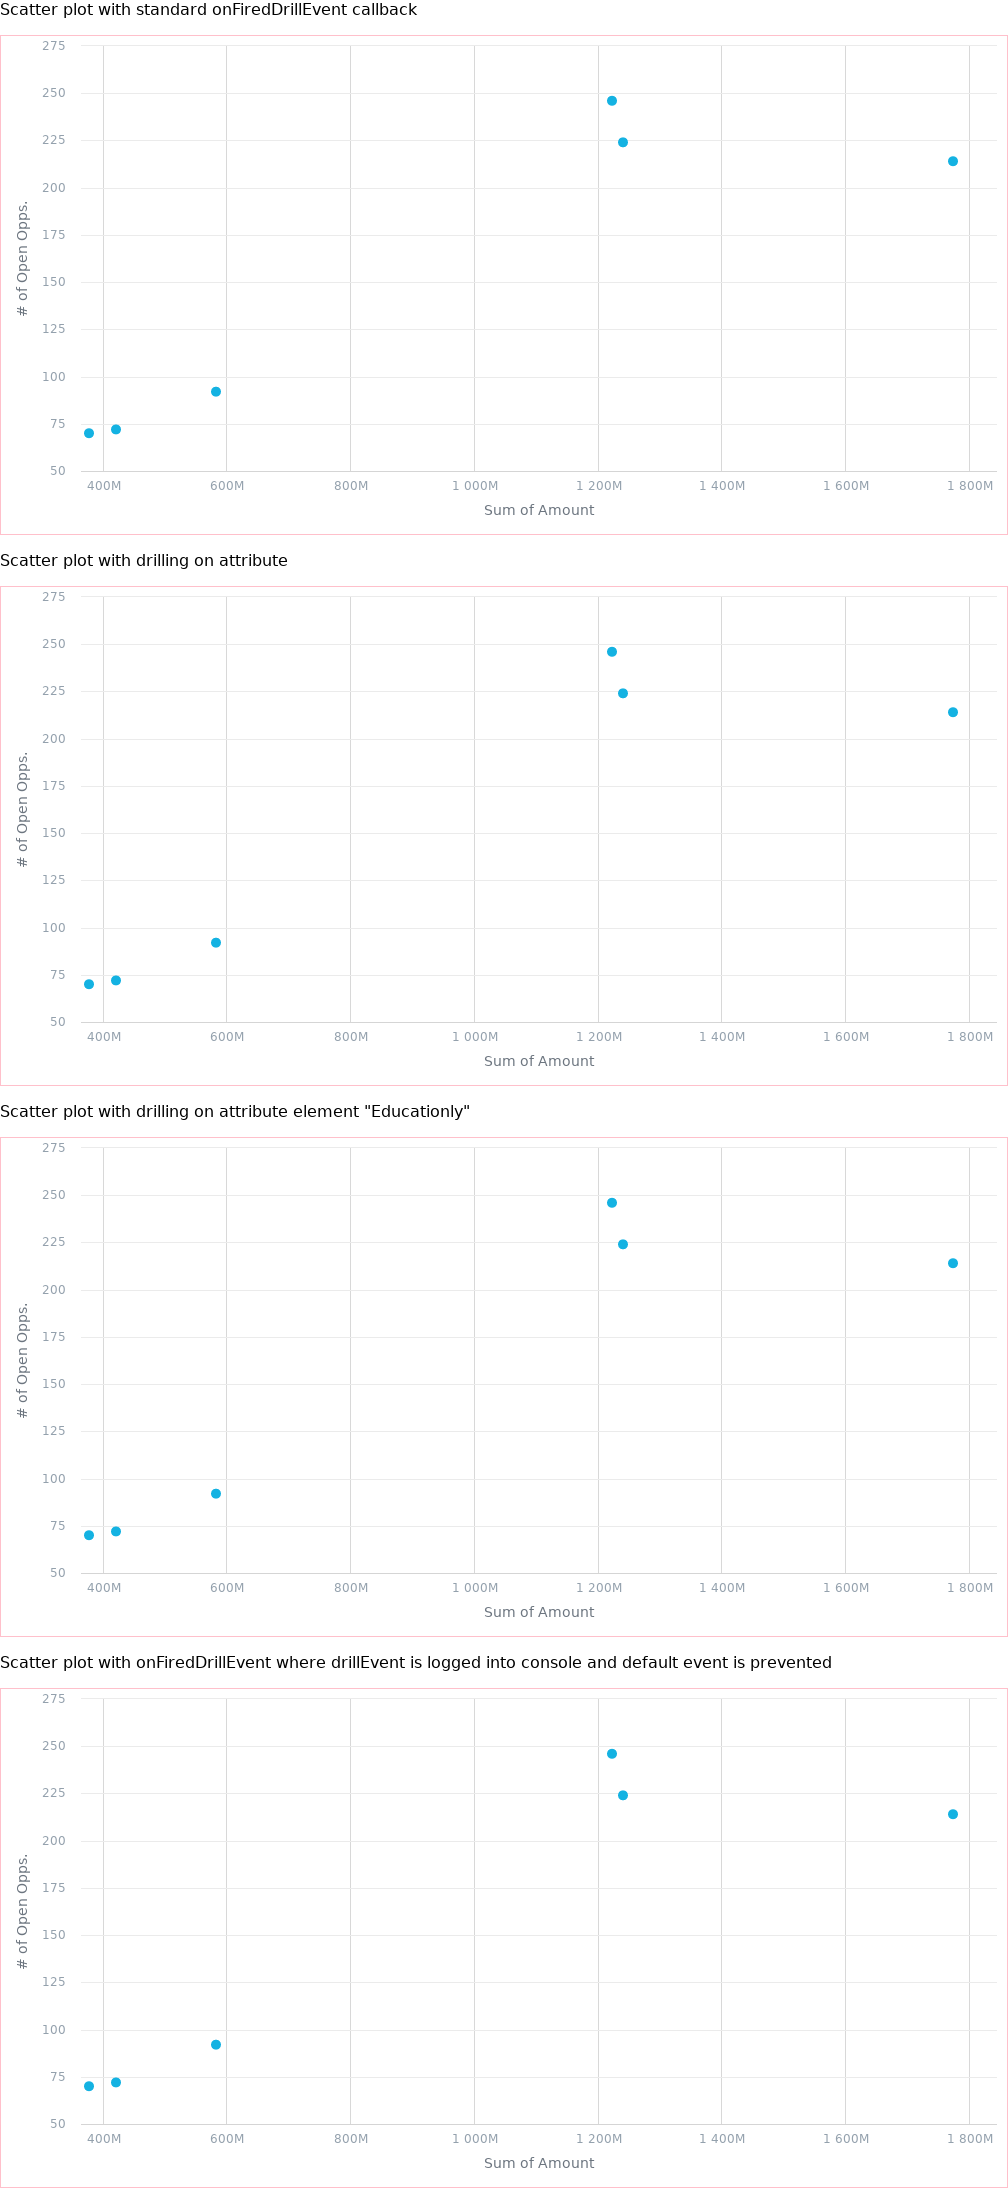 Scatter plot with standard onFiredDrillEvent callback
275
250
225
200
175
150
125
100
75
50
# of Open Opps.
400M 600M 800M 1 000M 1 200M 1 400M 1 600M 1 800M
Sum of Amount
Scatter plot with drilling on attribute
275
250
225
200
175
150
125
100
75
50
# of Open Opps.
400M 600M 800M 1 000M 1 200M 1 400M 1 600M 1 800M
Sum of Amount
Scatter plot with drilling on attribute element "Educationly"
275
250
225
200
175
150
125
100
75
50
# of Open Opps.
400M 600M 800M 1 000M 1 200M 1 400M 1 600M 1 800M
Sum of Amount
Scatter plot with onFiredDrillEvent where drillEvent is logged into console and default event is prevented
275
250
225
200
175
150
125
100
75
50
# of Open Opps.
400M 600M 800M 1 000M 1 200M 1 400M 1 600M 1 800M
Sum of Amount